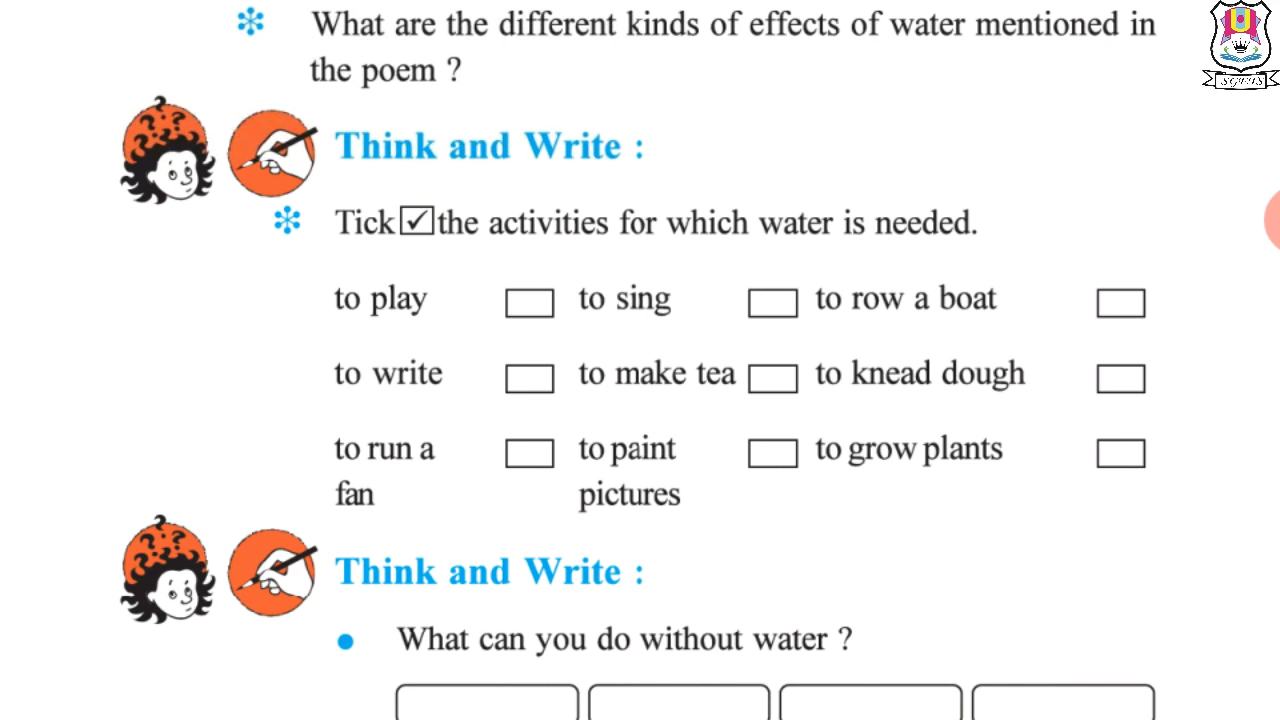 What are the different kinds of effects of water mentioned in
the poem ?
Think and Write :
Tick ☑ the activities for which water is needed.
to play to sing to row a boat
to write to make tea to knead dough
to run a to paint to grow plants
fan pictures
Think and Write :
What can you do without water ?